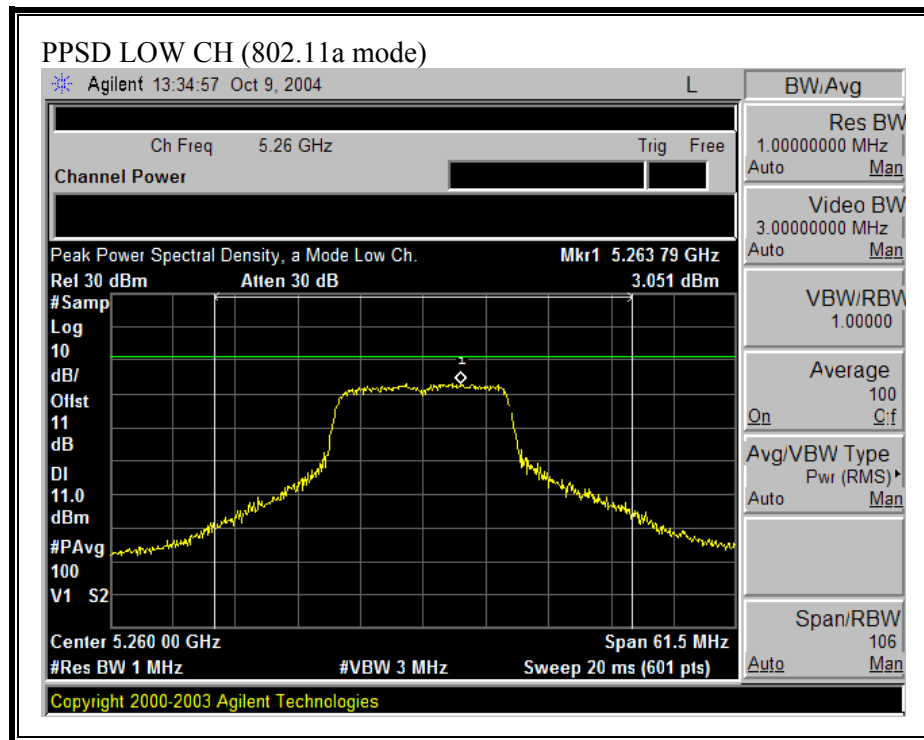 PPSD LOW CH (802.11a mode)
Agilent 13:34:57 Oct 9, 2004 L
Ch Freq 5.26 GHz Trig Free
Channel Power
Peak Power Spectral Density, a Mode Low Ch.
Mkr1 5.263 79 GHz
Ref 30 dBm Atten 30 dB 3.051 dBm
#Samp
Log
10
dB/
Offst
11
dB
DI
11.0
dBm
#PAvg
100
V1 S2
1
Center 5.260 00 GHz Span 61.5 MHz
#Res BW 1 MHz #VBW 3 MHz Sweep 20 ms (601 pts)
Copyright 2000-2003 Agilent Technologies
BW/Avg
Res BW
1.00000000 MHz
Auto Man
Video BW
3.00000000 MHz
Auto Man
VBW/RBW
1.00000
Average
100
On Off
Avg/VBW Type
Pwr (RMS)
Auto Man
Span/RBW
106
Auto Man